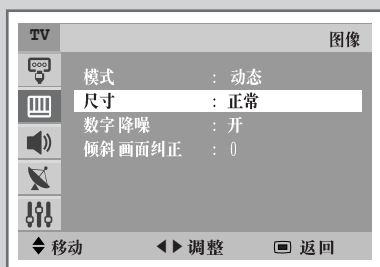 TV 图像
模式 : 动态
尺寸 : 正常
数字降噪 : 开
倾斜画面纠正 : 0
移动 调整 返回